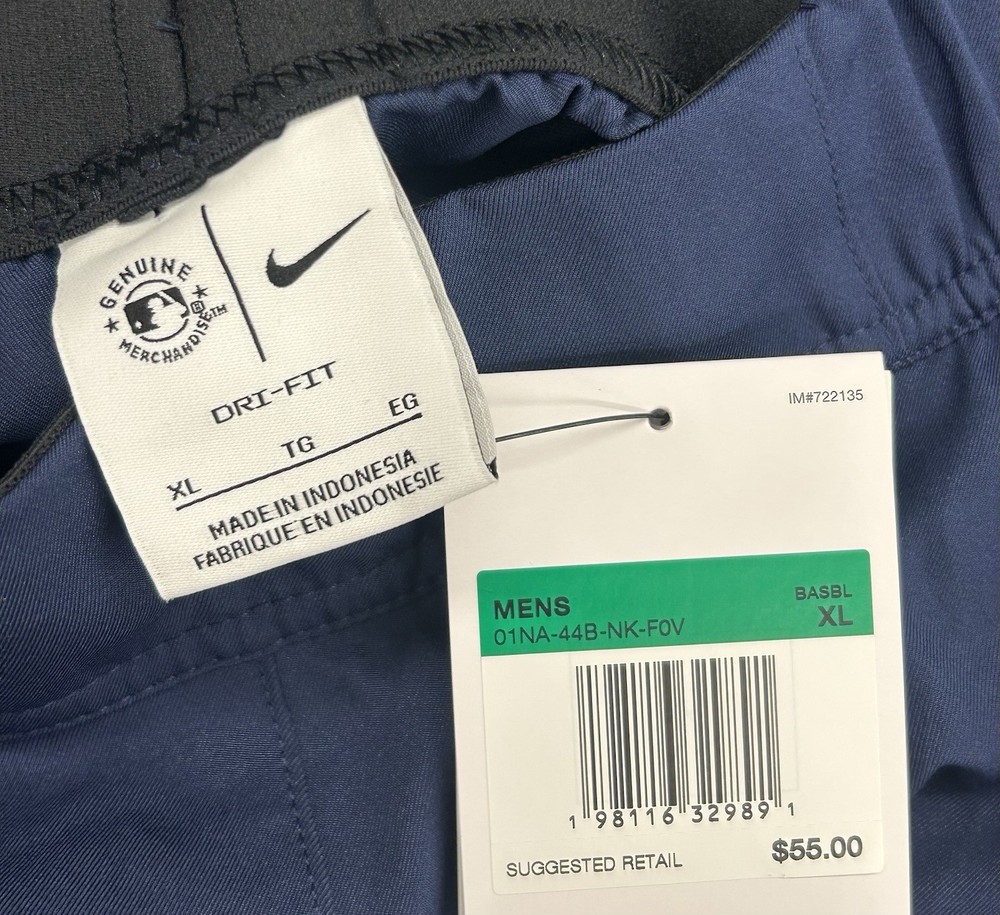 GENUINE
MERCHANDISE™
DRI-FIT
XL TG EG
MADE IN INDONESIA
FABRIQUE EN INDONESIE
IM#722135
MENS
BASBL
01NA-44B-NK-F0V
XL
1 98116 32989 1
SUGGESTED RETAIL
$55.00